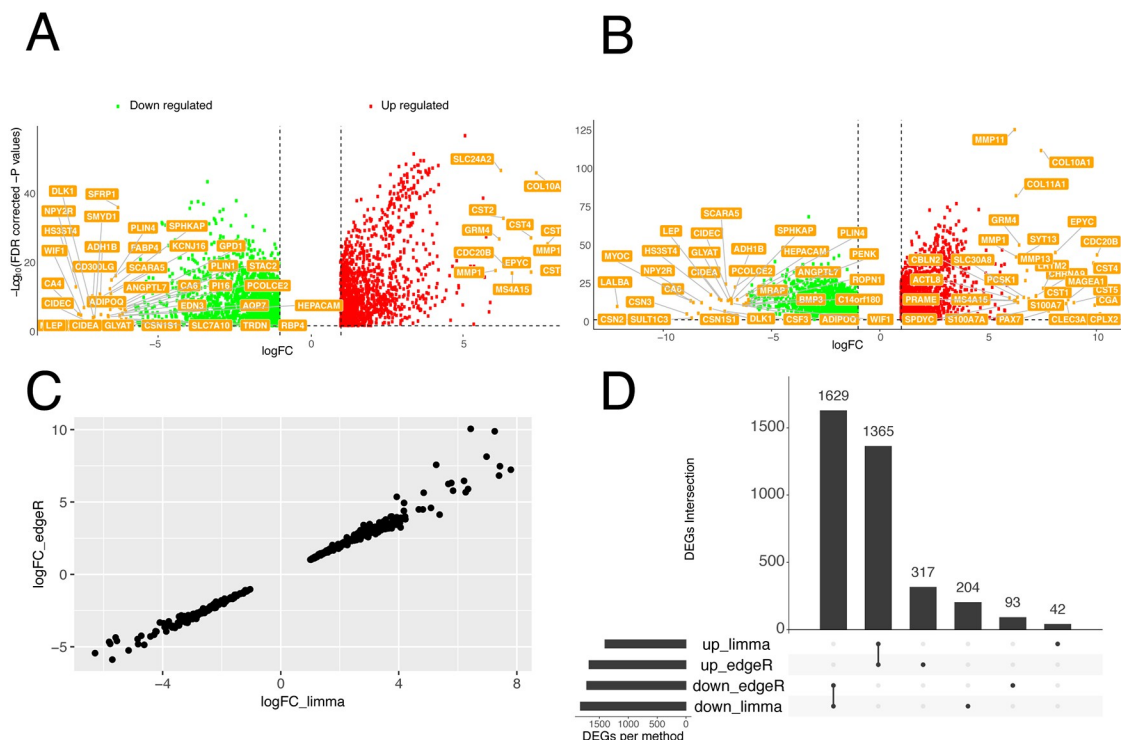 A
B
Down regulated
Up regulated
−Log₁₀(FDR corrected −P values)
40
20
0
−5
0
5
logFC
SLC24A2
COL10A
DLK1
SFRP1
NPY2R
SMYD1
PLIN4
SPHKAP
CST2
CST4
HS3ST4
GRM4
CST
WIF1
ADH1B
FABP4
KCNJ16
GPD1
CDC20B
MMP1
CD300LG
SCARA5
PLIN1
STAC2
EPYC
MMP1
CST
CA4
ANGPTL7
CA6
PI16
PCOLCE2
MS4A15
CIDEC
ADIPOQ
EDN3
AQP7
HEPACAM
LEP
CIDEA
GLYAT
CSN1S1
SLC7A10
TRDN
RBP4
125
100
75
50
25
0
−10
−5
0
5
10
logFC
MMP11
COL10A1
COL11A1
SCARA5
GRM4
EPYC
LEP
CIDEC
SPHKAP
PLIN4
MMP1
SYT13
CDC20B
MYOC
HS3ST4
GLYAT
ADH1B
HEPACAM
PENK
CBLN2
SLC30A8
MMP13
CST4
NPY2R
CIDEA
PCOLCE2
ANGPTL7
ROPN1
ACTL8
PCSK1
MAGEA1
LALBA
CA6
MRAP
CST1
CST5
CSN3
BMP3
C14orf180
PRAME
MS4A15
S100A7
CGA
CSN2
SULT1C3
CSN1S1
DLK1
CSF3
ADIPOQ
WIF1
SPDYC
S100A7A
PAX7
CLEC3A
CPLX2
C
D
10
5
0
−5
logFC_edgeR
−4
0
4
8
logFC_limma
1629
1365
317
204
93
42
1500
1000
500
0
DEGs Intersection
up_limma
up_edgeR
down_edgeR
down_limma
1500
1000
500
0
DEGs per method